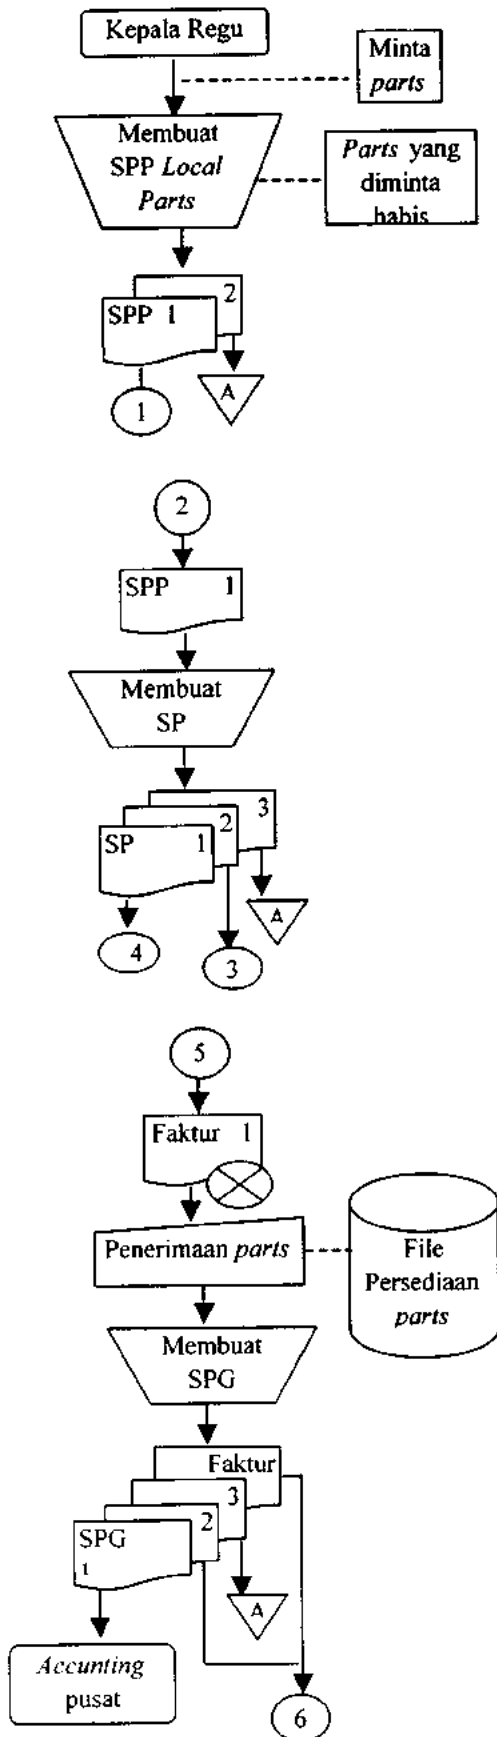 Kepala Regu
Minta
parts
Membuat
SPP Local
Parts
Parts yang
diminta
habis
2
SPP 1
1
A
2
SPP 1
Membuat
SP
3
2
SP 1
A
4
3
5
Faktur 1
Penerimaan parts
File
Persediaan
parts
Membuat
SPG
Faktur
3
2
SPG
1
A
Accunting
pusat
6